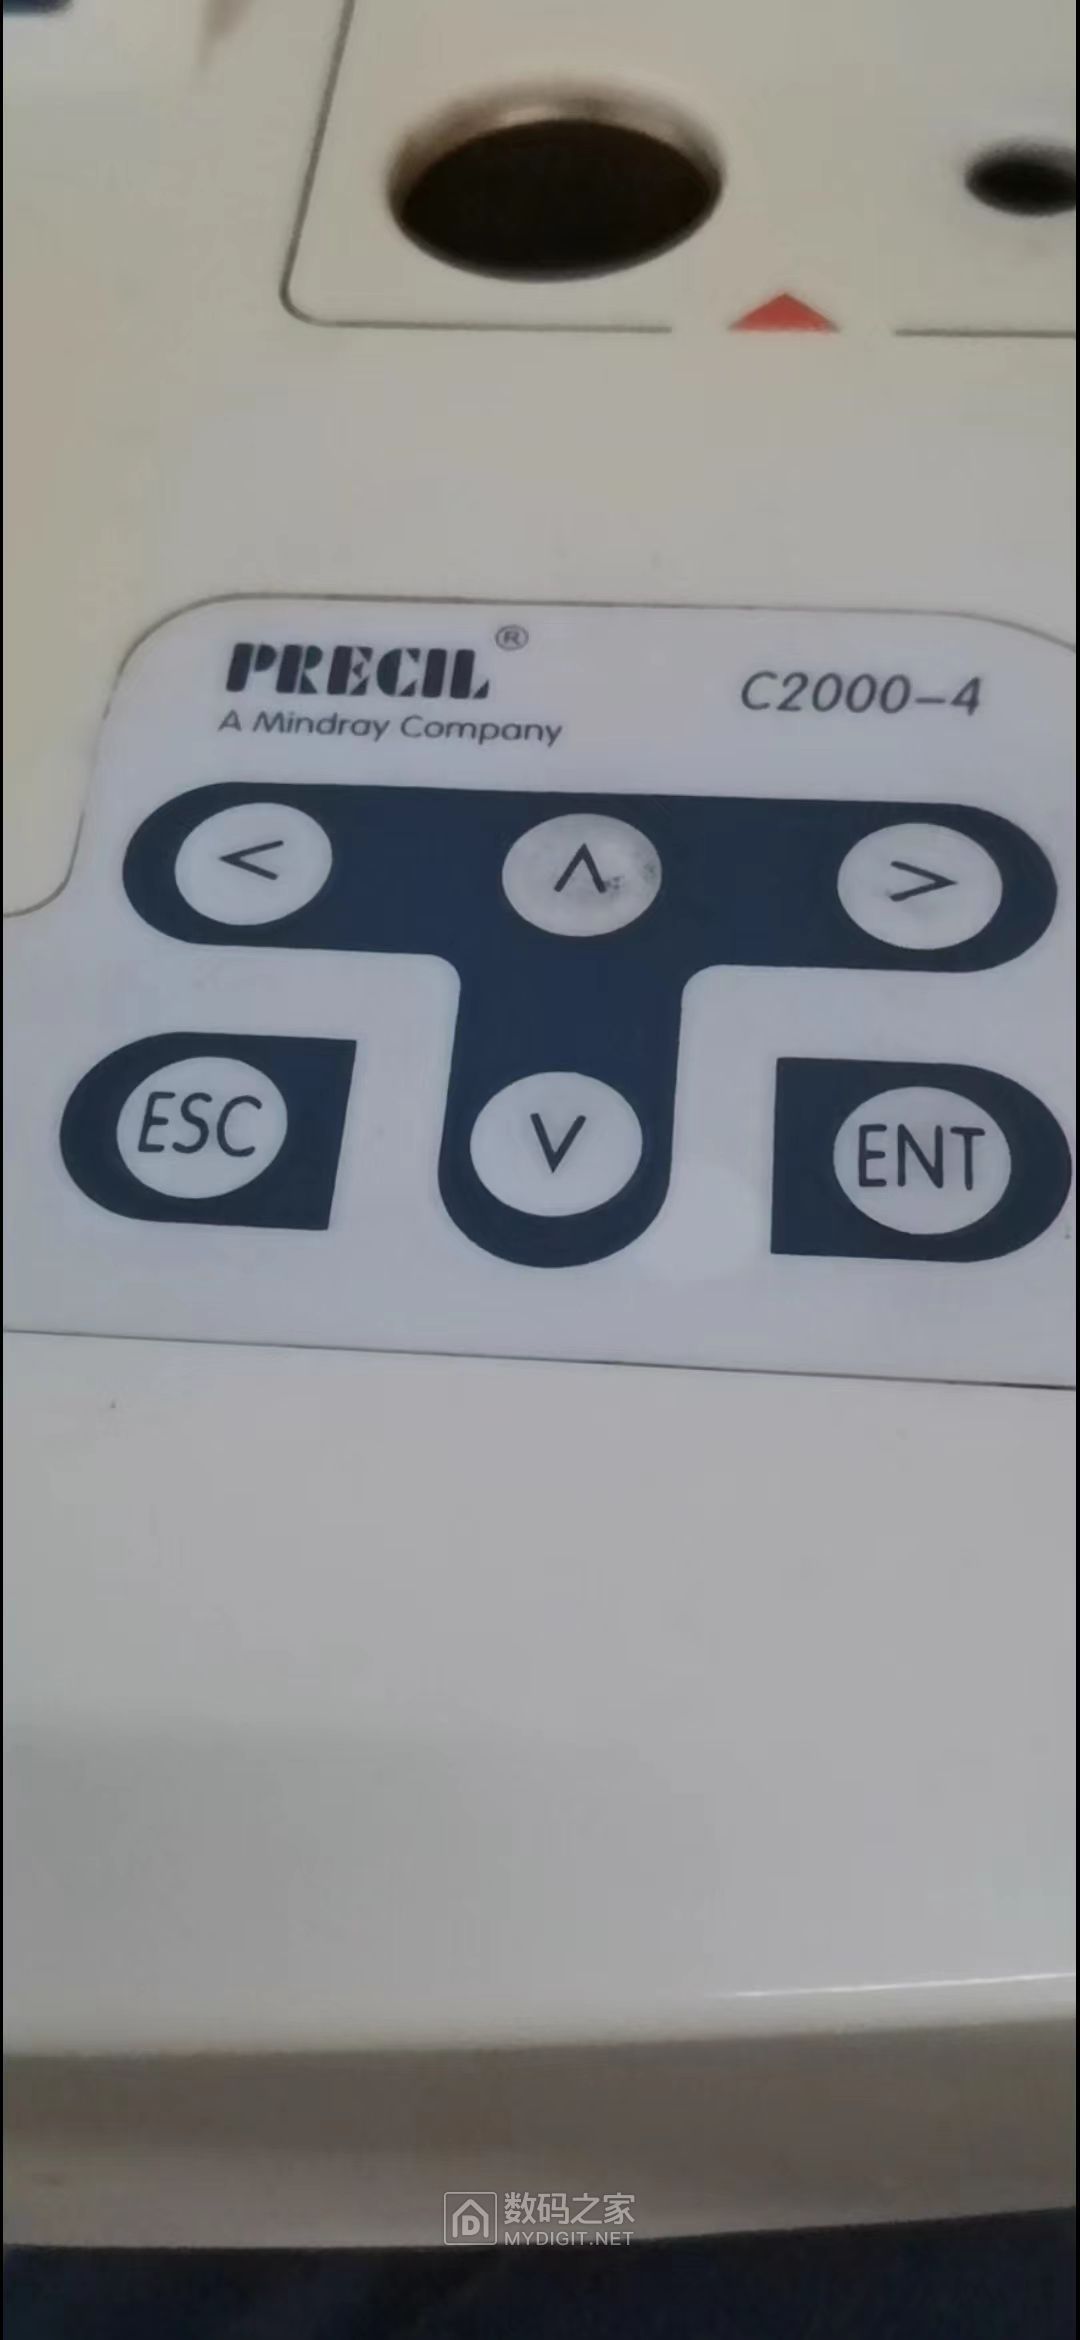 PRECIL®
A Mindray Company
C2000-4
< ∧ >
ESC ∨ ENT
数码之家
MYDIGIT.NET